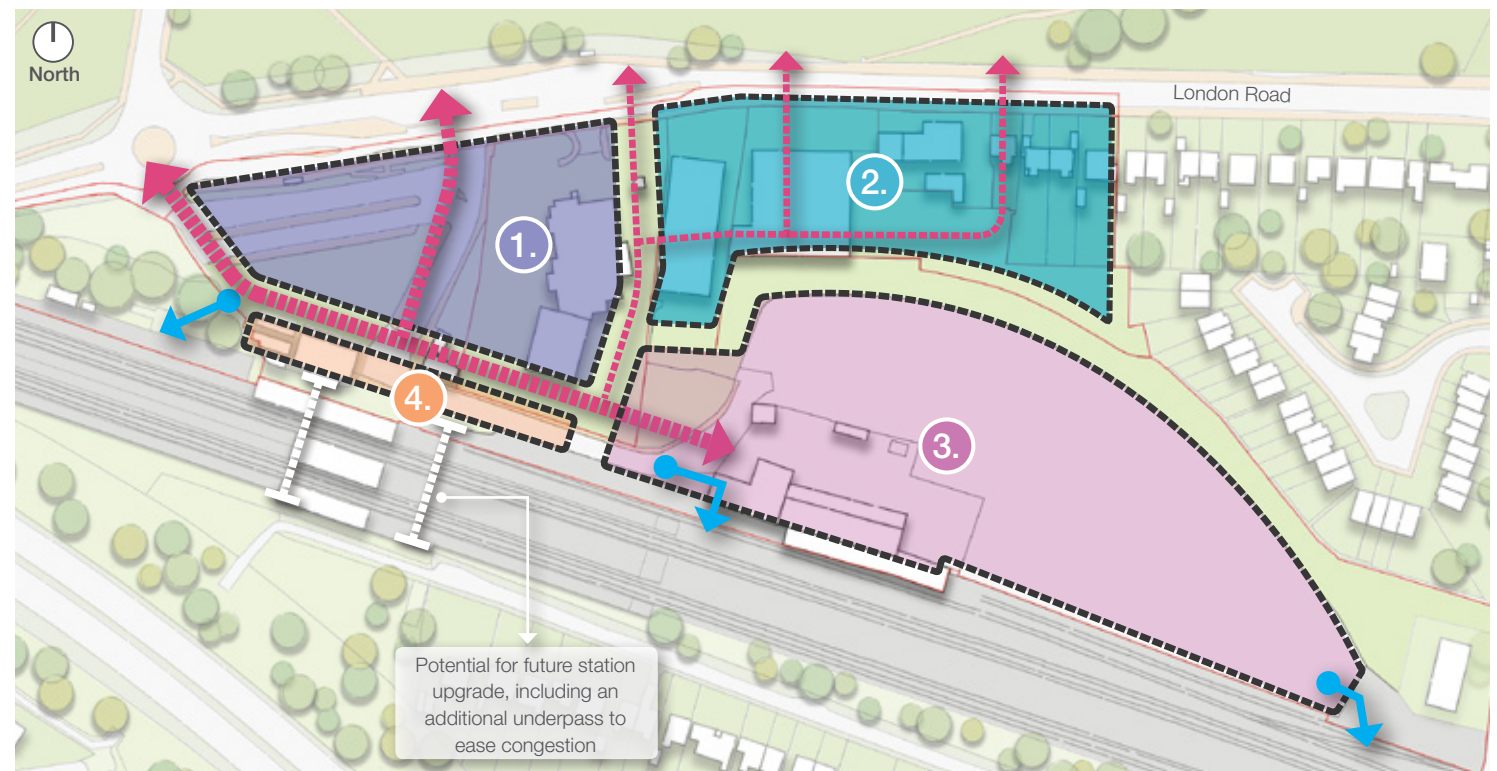 North
London Road
1.
2.
3.
4.
Potential for future station
upgrade, including an
additional underpass to
ease congestion